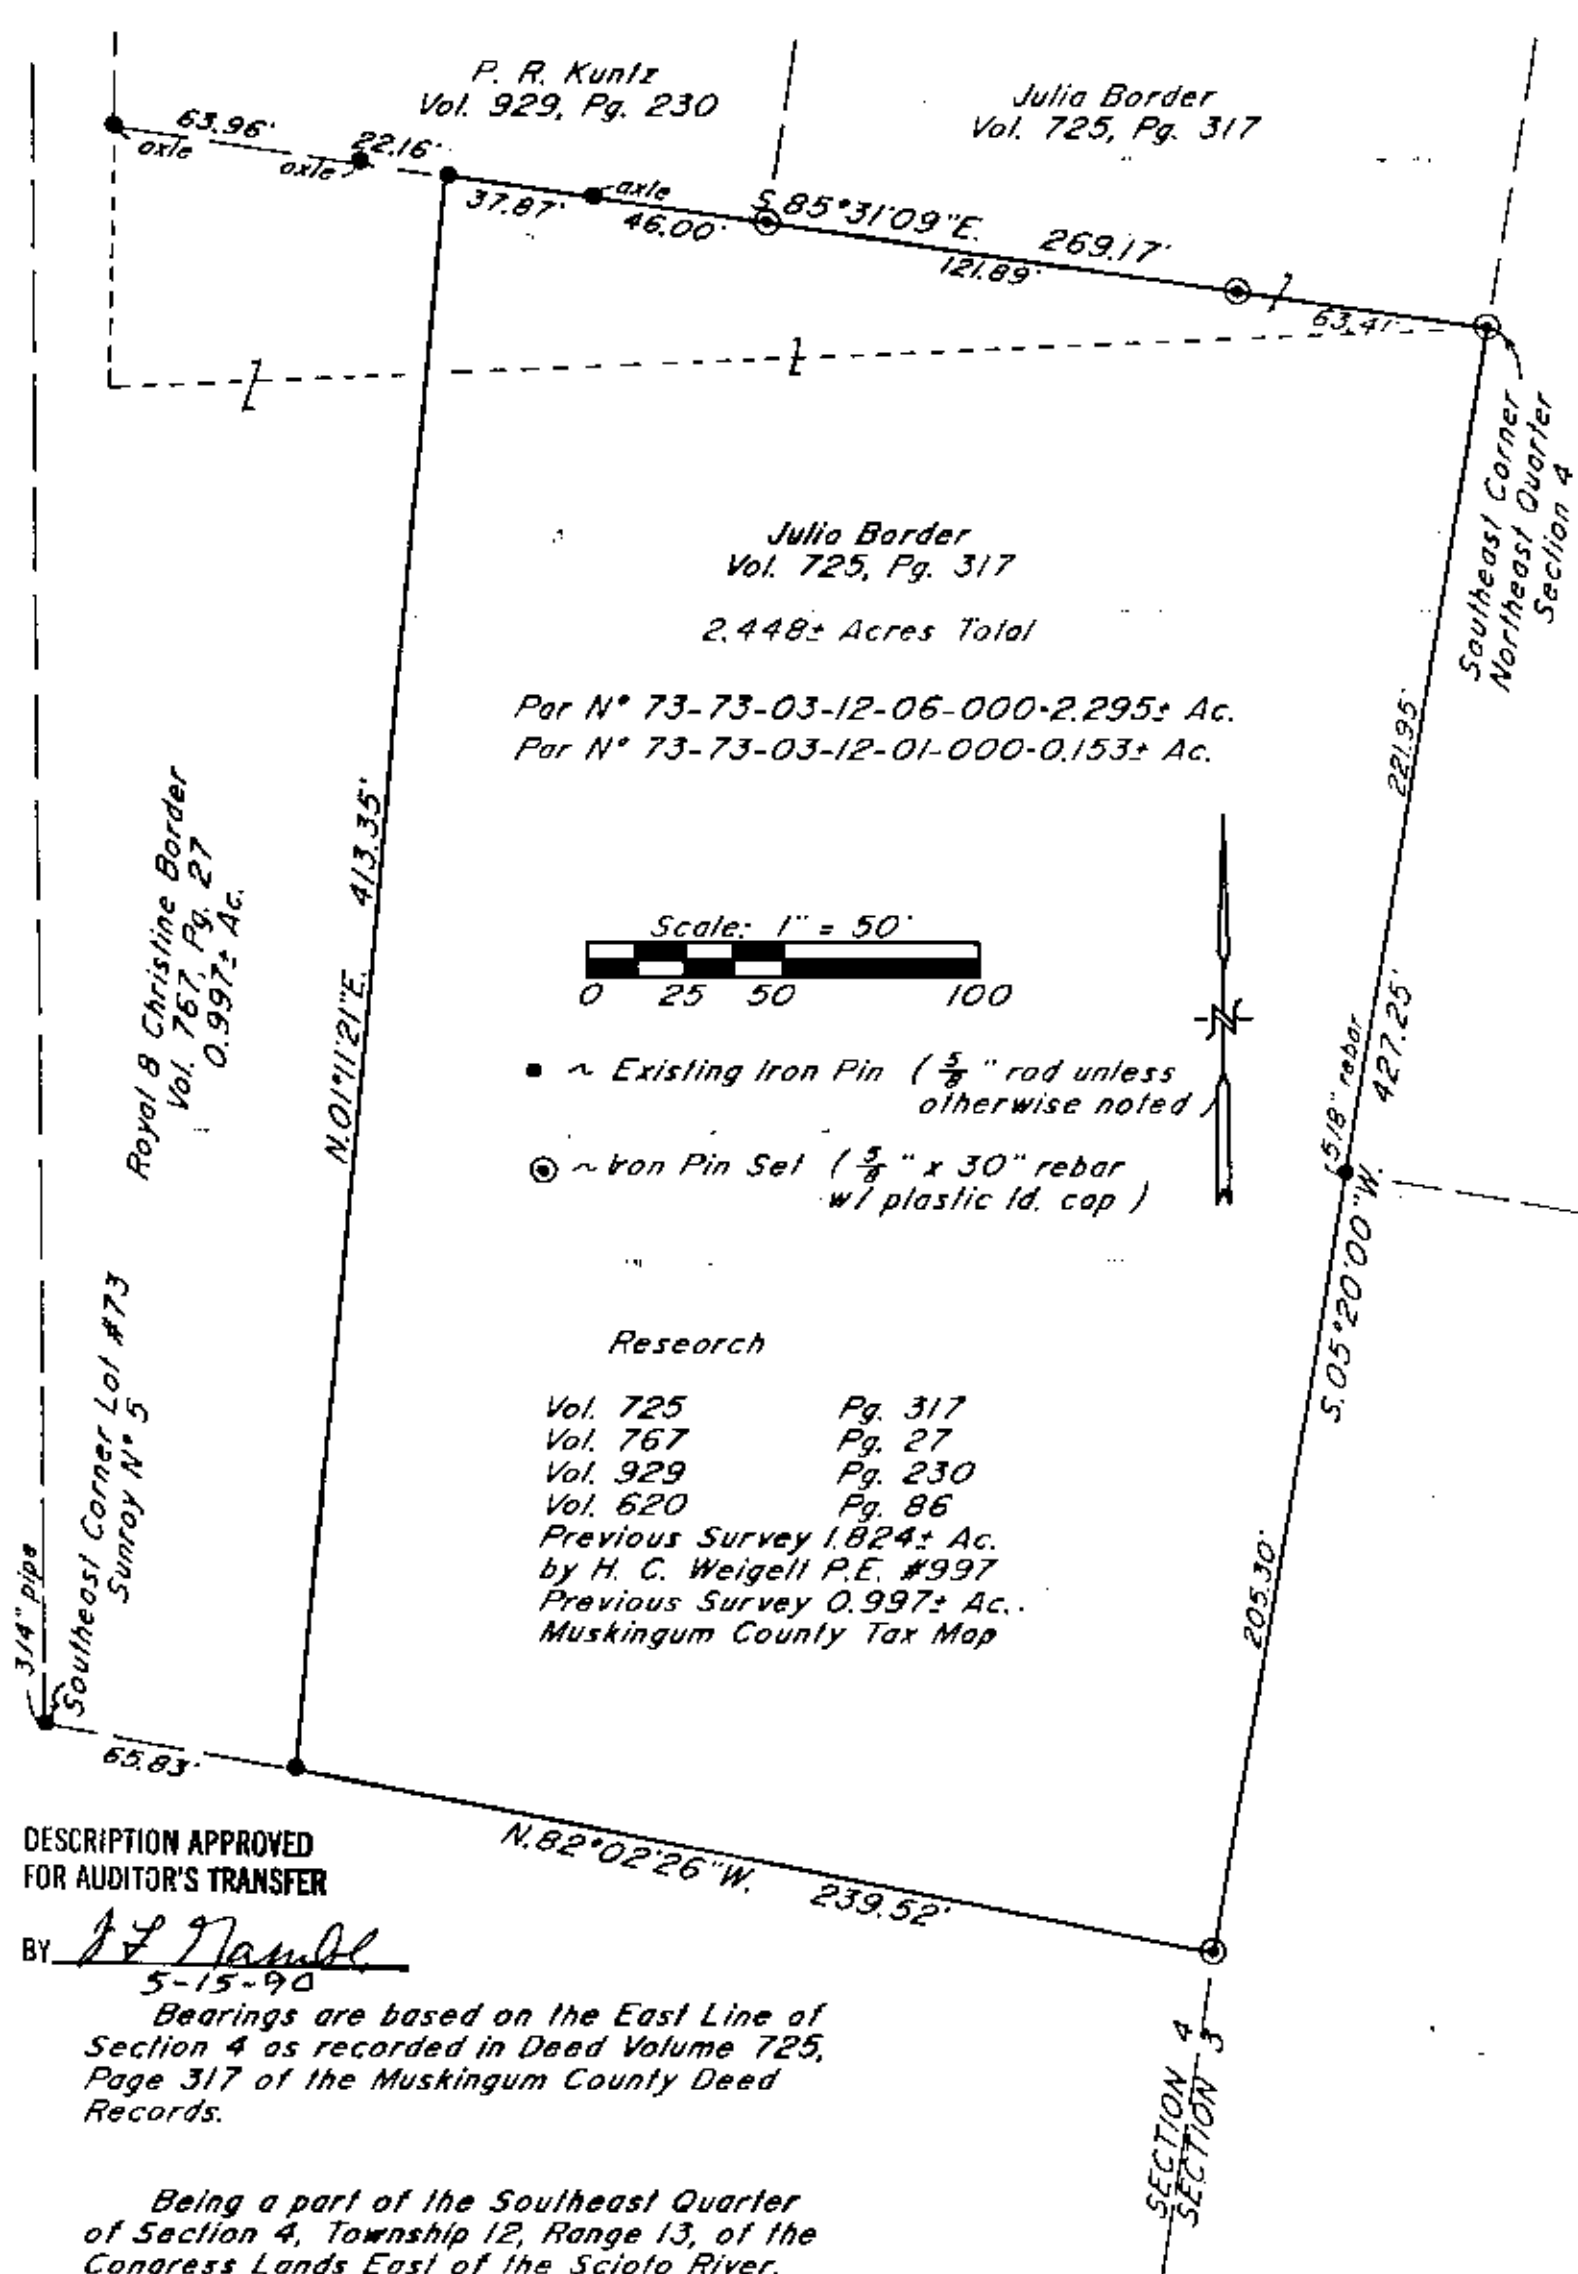 P. R. Kuntz
Vol. 929, Pg. 230
Julia Border
Vol. 725, Pg. 317
63.96'
axle
axle
22.16'
37.87'
axle
46.00'
S.85°31'09"E. 269.17'
121.89'
63.41'
Southeast Corner
Northeast Quarter
Section 4
Julia Border
Vol. 725, Pg. 317
2.448± Acres Total
Par Nº 73-73-03-12-06-000-2.295± Ac.
Par Nº 73-73-03-12-01-000-0.153± Ac.
221.95'
Royal & Christine Border
Vol. 767, Pg. 27
0.997± Ac.
N.01°11'21"E. 413.35'
Scale: 1" = 50'
0 25 50 100
N
● ~ Existing Iron Pin ( 5/8 " rod unless
otherwise noted )
◉ ~ Iron Pin Set ( 5/8 " x 30" rebar
w/ plastic Id. cap )
5/8" rebar
S.05°20'00"W. 427.25'
205.30'
Research
Vol. 725 Pg. 317
Vol. 767 Pg. 27
Vol. 929 Pg. 230
Vol. 620 Pg. 86
Previous Survey 1.824± Ac.
by H. C. Weigell P.E. #997
Previous Survey 0.997± Ac.
Muskingum County Tax Map
3/4" pipe
Southeast Corner Lot #73
Sunray Nº 5
65.83'
N.82°02'26"W. 239.52'
DESCRIPTION APPROVED
FOR AUDITOR'S TRANSFER
BY
5-15-90
Bearings are based on the East Line of
Section 4 as recorded in Deed Volume 725,
Page 317 of the Muskingum County Deed
Records.
SECTION 4
SECTION 3
Being a part of the Southeast Quarter
of Section 4, Township 12, Range 13, of the
Congress Lands East of the Scioto River,